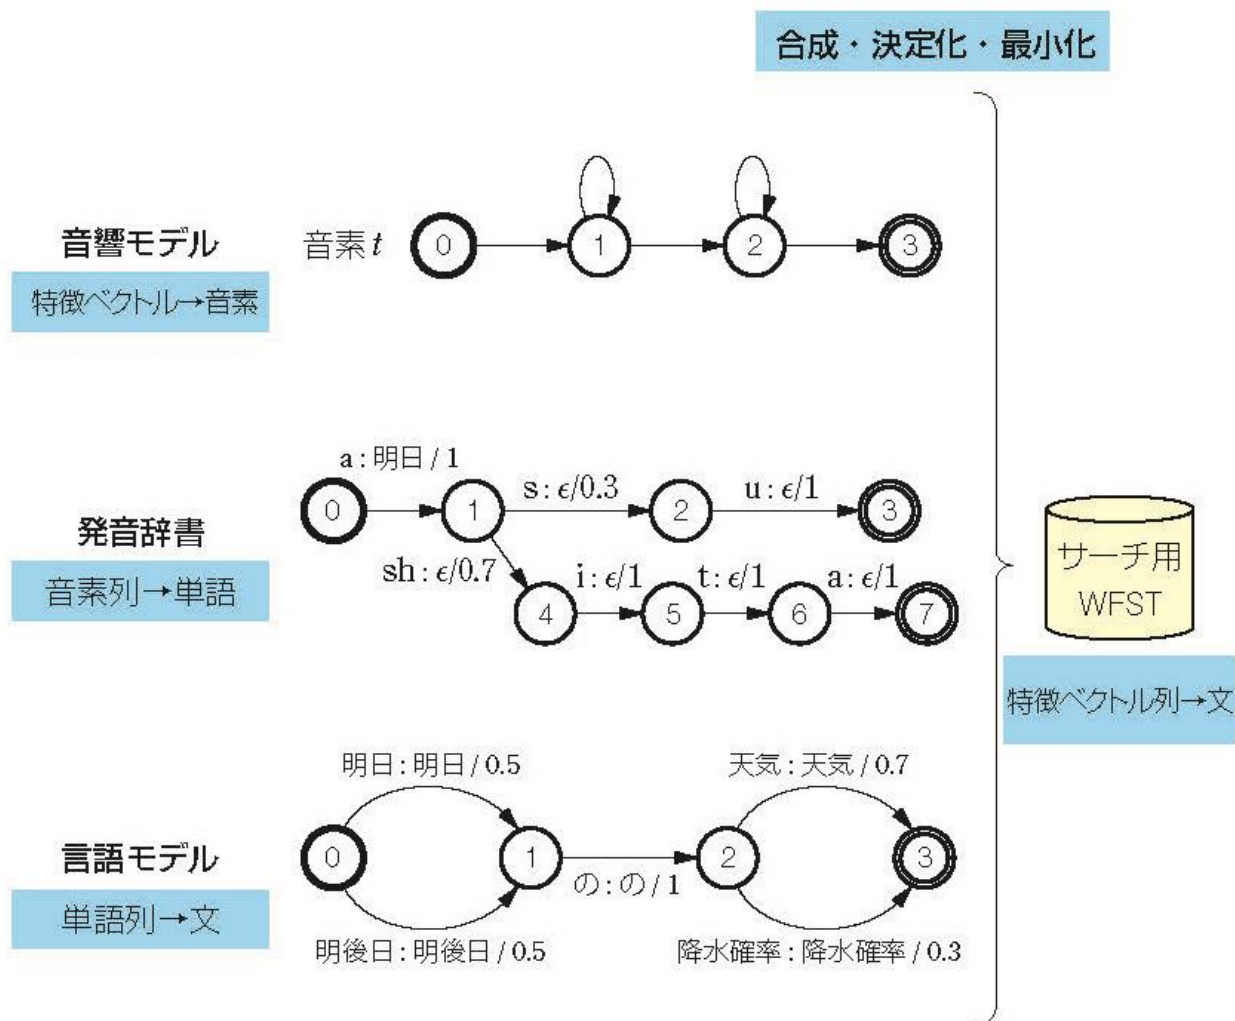 合成・決定化・最小化
音響モデル
特徴ベクトル→音素
音素 t
0
1
2
3
発音辞書
音素列→単語
a : 明日 / 1
s : ϵ/0.3
u : ϵ/1
0
1
2
3
sh : ϵ/0.7
i : ϵ/1
t : ϵ/1
a : ϵ/1
4
5
6
7
サーチ用
WFST
特徴ベクトル列→文
言語モデル
単語列→文
明日 : 明日 / 0.5
天気 : 天気 / 0.7
0
1
2
3
の : の / 1
明後日 : 明後日 / 0.5
降水確率 : 降水確率 / 0.3